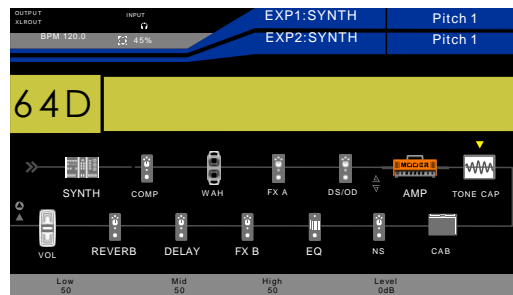 OUTPUT INPUT EXP1:SYNTH Pitch 1
XLROUT
BPM 120.0 45% EXP2:SYNTH Pitch 1
64D
MOOER
SYNTH COMP WAH FX A DS/OD AMP TONE CAP
VOL REVERB DELAY FX B EQ NS CAB
Low Mid High Level
50 50 50 0dB